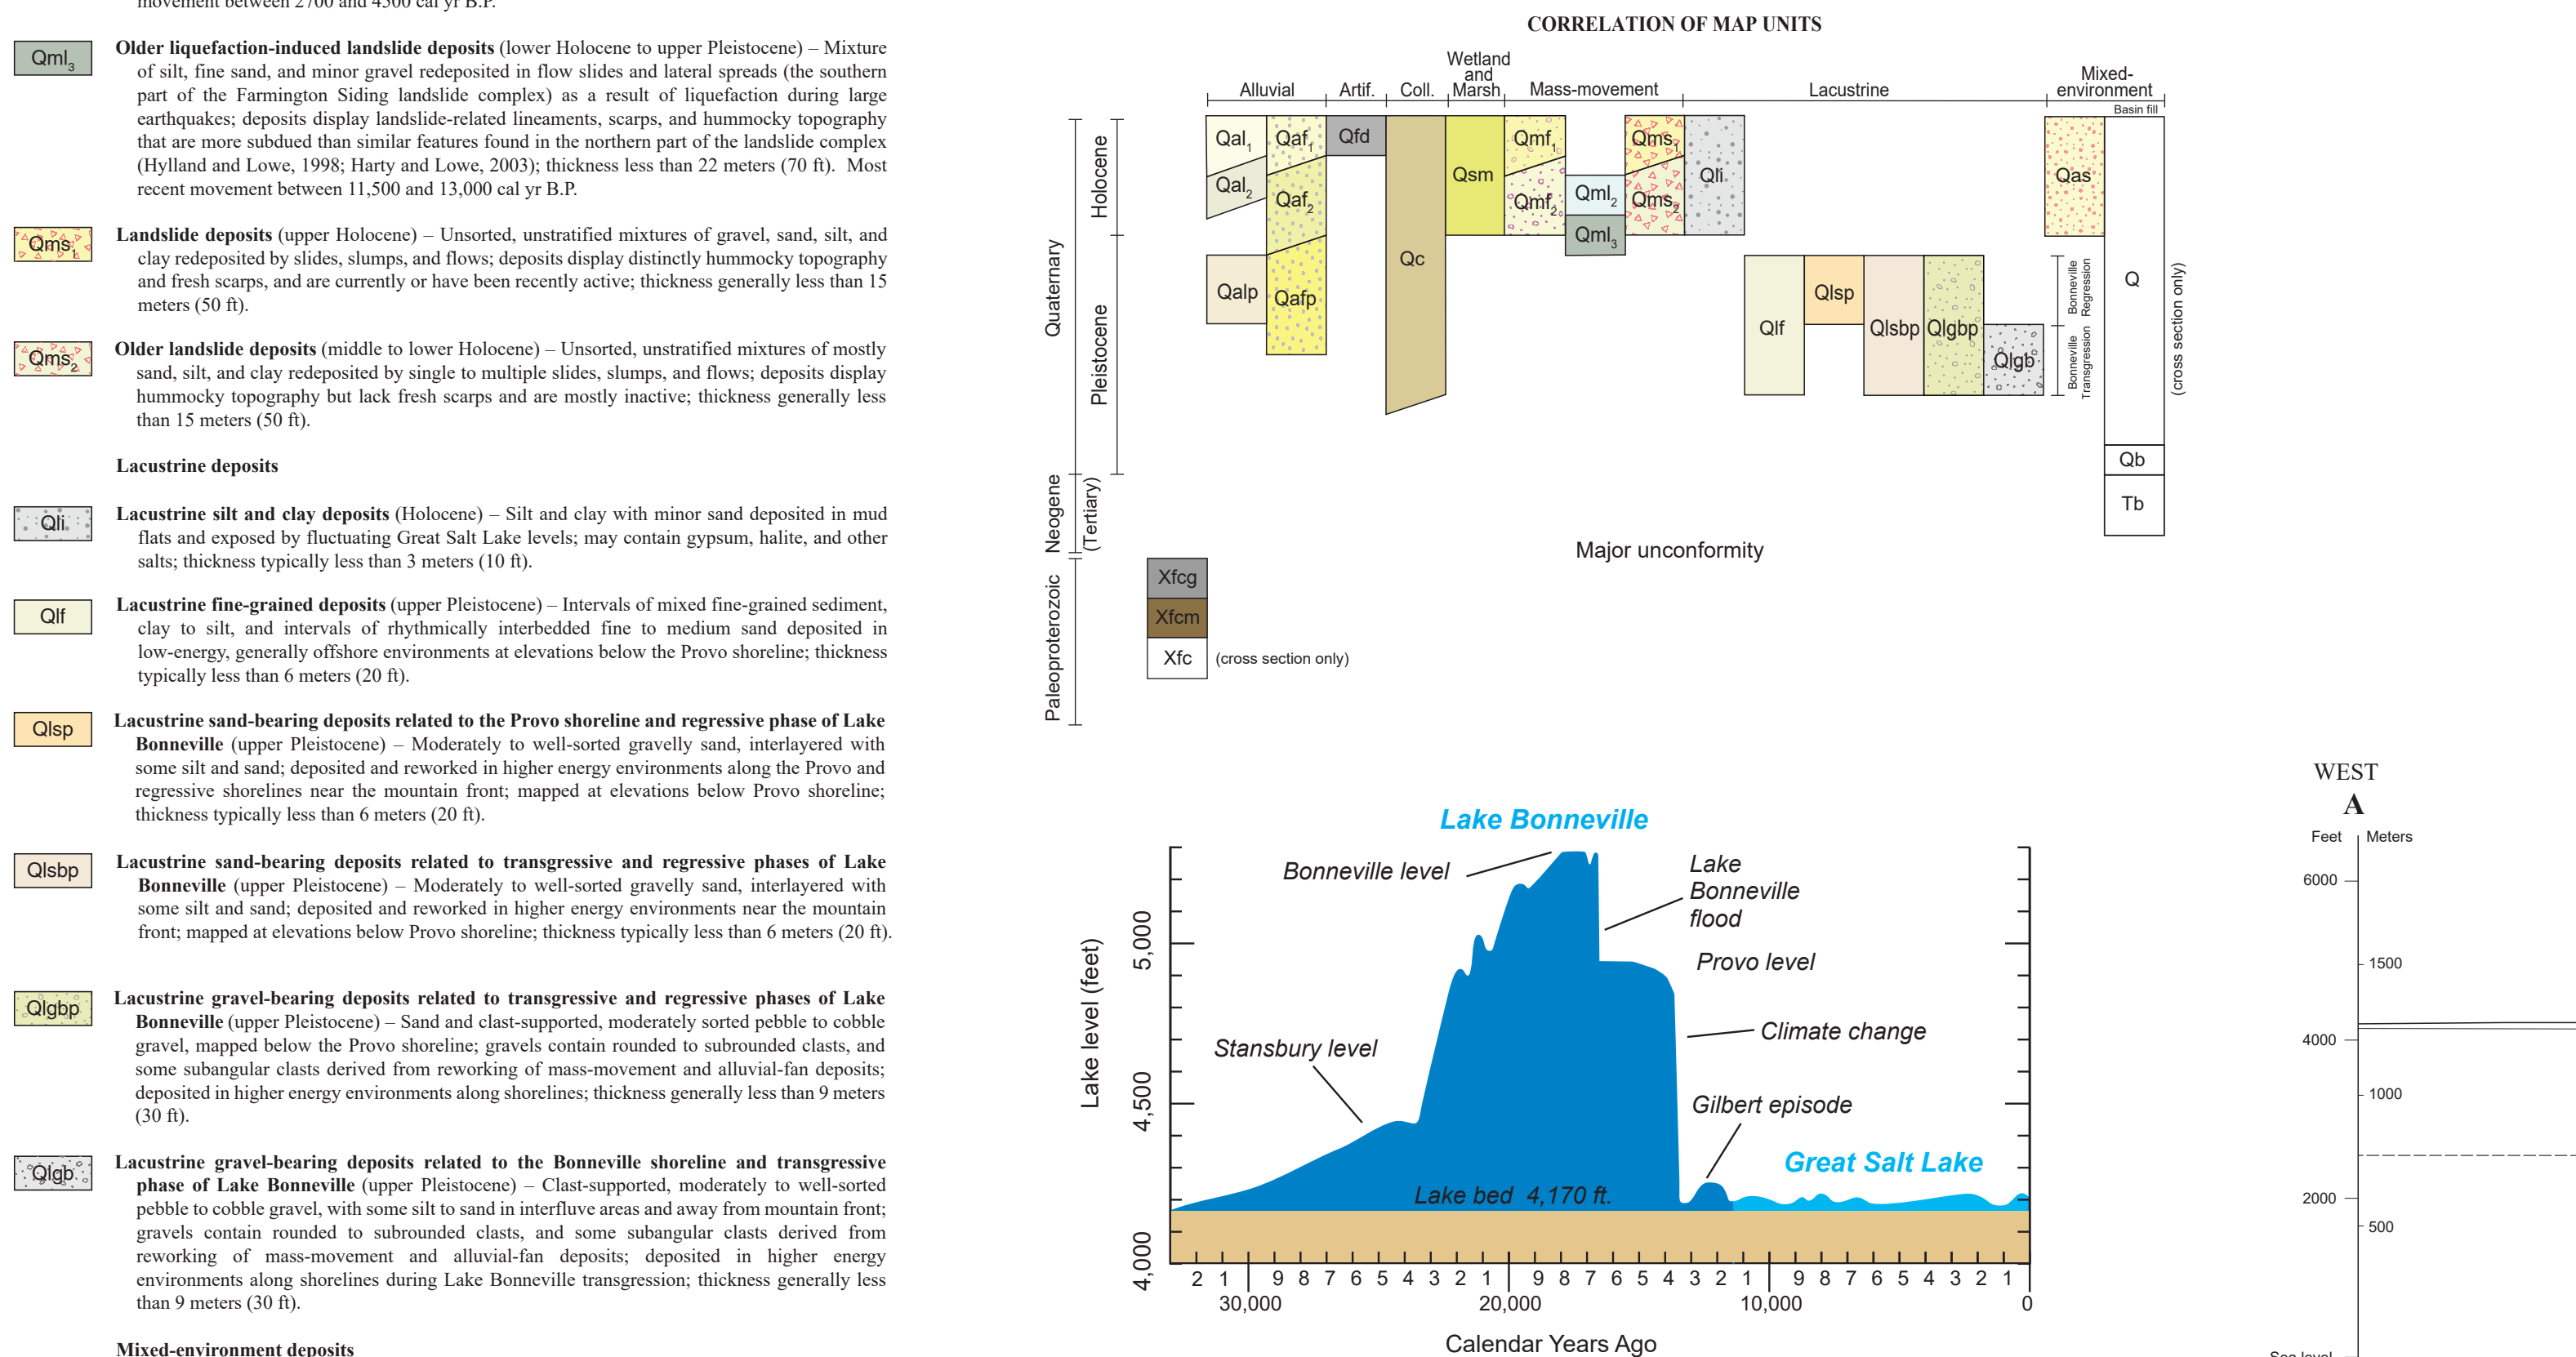 movement between 2700 and 4500 cal yr B.P.
Qml3
Older liquefaction-induced landslide deposits (lower Holocene to upper Pleistocene) – Mixture
of silt, fine sand, and minor gravel redeposited in flow slides and lateral spreads (the southern
part of the Farmington Siding landslide complex) as a result of liquefaction during large
earthquakes; deposits display landslide-related lineaments, scarps, and hummocky topography
that are more subdued than similar features found in the northern part of the landslide complex
(Hylland and Lowe, 1998; Harty and Lowe, 2003); thickness less than 22 meters (70 ft). Most
recent movement between 11,500 and 13,000 cal yr B.P.
Qms1
Landslide deposits (upper Holocene) – Unsorted, unstratified mixtures of gravel, sand, silt, and
clay redeposited by slides, slumps, and flows; deposits display distinctly hummocky topography
and fresh scarps, and are currently or have been recently active; thickness generally less than 15
meters (50 ft).
Qms2
Older landslide deposits (middle to lower Holocene) – Unsorted, unstratified mixtures of mostly
sand, silt, and clay redeposited by single to multiple slides, slumps, and flows; deposits display
hummocky topography but lack fresh scarps and are mostly inactive; thickness generally less
than 15 meters (50 ft).
Lacustrine deposits
Qli
Lacustrine silt and clay deposits (Holocene) – Silt and clay with minor sand deposited in mud
flats and exposed by fluctuating Great Salt Lake levels; may contain gypsum, halite, and other
salts; thickness typically less than 3 meters (10 ft).
Qlf
Lacustrine fine-grained deposits (upper Pleistocene) – Intervals of mixed fine-grained sediment,
clay to silt, and intervals of rhythmically interbedded fine to medium sand deposited in
low-energy, generally offshore environments at elevations below the Provo shoreline; thickness
typically less than 6 meters (20 ft).
Qlsp
Lacustrine sand-bearing deposits related to the Provo shoreline and regressive phase of Lake
Bonneville (upper Pleistocene) – Moderately to well-sorted gravelly sand, interlayered with
some silt and sand; deposited and reworked in higher energy environments along the Provo and
regressive shorelines near the mountain front; mapped at elevations below Provo shoreline;
thickness typically less than 6 meters (20 ft).
Qlsbp
Lacustrine sand-bearing deposits related to transgressive and regressive phases of Lake
Bonneville (upper Pleistocene) – Moderately to well-sorted gravelly sand, interlayered with
some silt and sand; deposited and reworked in higher energy environments near the mountain
front; mapped at elevations below Provo shoreline; thickness typically less than 6 meters (20 ft).
Qlgbp
Lacustrine gravel-bearing deposits related to transgressive and regressive phases of Lake
Bonneville (upper Pleistocene) – Sand and clast-supported, moderately sorted pebble to cobble
gravel, mapped below the Provo shoreline; gravels contain rounded to subrounded clasts, and
some subangular clasts derived from reworking of mass-movement and alluvial-fan deposits;
deposited in higher energy environments along shorelines; thickness generally less than 9 meters
(30 ft).
Qlgb
Lacustrine gravel-bearing deposits related to the Bonneville shoreline and transgressive
phase of Lake Bonneville (upper Pleistocene) – Clast-supported, moderately to well-sorted
pebble to cobble gravel, with some silt to sand in interfluve areas and away from mountain front;
gravels contain rounded to subrounded clasts, and some subangular clasts derived from
reworking of mass-movement and alluvial-fan deposits; deposited in higher energy
environments along shorelines during Lake Bonneville transgression; thickness generally less
than 9 meters (30 ft).
Mixed-environment deposits
CORRELATION OF MAP UNITS
Alluvial
Artif.
Coll.
Wetland
and
Marsh
Mass-movement
Lacustrine
Mixed-
environment
Basin fill
Quaternary
Holocene
Pleistocene
Neogene
(Tertiary)
Paleoproterozoic
Qal1
Qaf1
Qfd
Qc
Qsm
Qmf1
Qms1
Qli
Qas
Qal2
Qaf2
Qmf2
Qml2
Qms2
Qml3
Qalp
Qafp
Qlf
Qlsp
Qlsbp
Qlgbp
Qlgb
Bonneville
Regression
Bonneville
Transgression
Q
(cross section only)
Qb
Tb
Major unconformity
Xfcg
Xfcm
Xfc
(cross section only)
Lake Bonneville
Bonneville level
Lake
Bonneville
flood
Provo level
Climate change
Stansbury level
Gilbert episode
Great Salt Lake
Lake bed 4,170 ft.
Lake level (feet)
5,000
4,500
4,000
2 1 9 8 7 6 5 4 3 2 1 9 8 7 6 5 4 3 2 1 9 8 7 6 5 4 3 2 1
30,000 20,000 10,000 0
Calendar Years Ago
WEST
A
Feet Meters
6000
1500
4000
1000
2000
500
Sea level